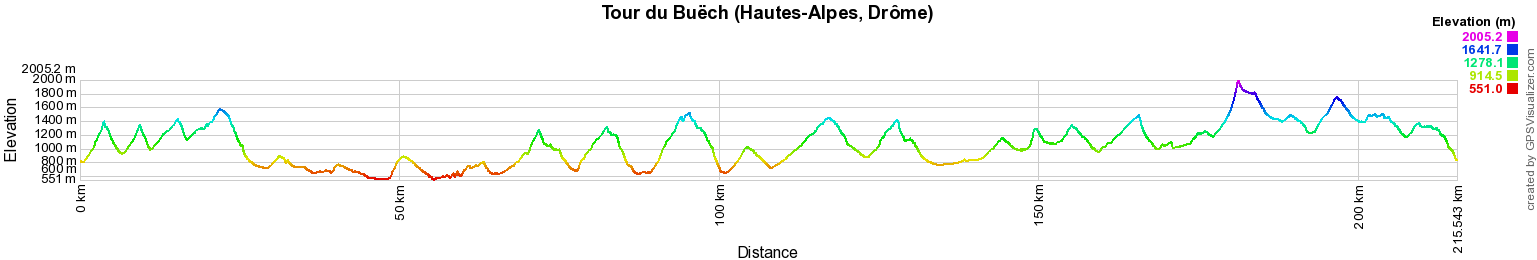 Tour du Buëch (Hautes-Alpes, Drôme)
Elevation (m)
2005.2
1641.7
1278.1
914.5
551.0
2005.2 m
2000 m
1800 m
1600 m
1400 m
1200 m
1000 m
800 m
600 m
551 m
Elevation
0 km
50 km
100 km
150 km
200 km
215.543 km
Distance
created by GPSVisualizer.com